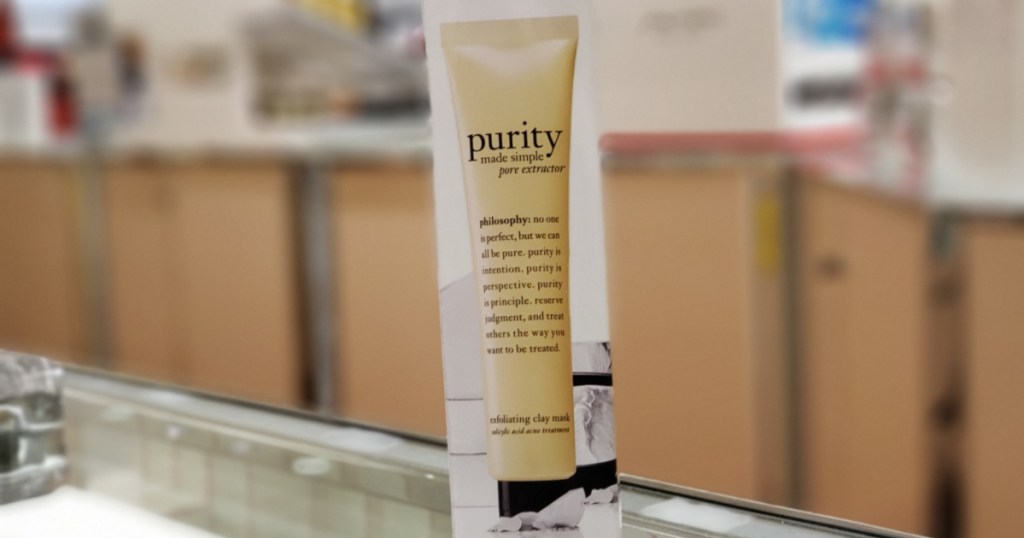 purity
made simple
pore extractor
philosophy: no one
is perfect, but we can
all be pure. purity is
intention. purity is
perspective. purity
is principle. reserve
judgment, and treat
others the way you
want to be treated.
exfoliating clay mask
salicylic acid acne treatment